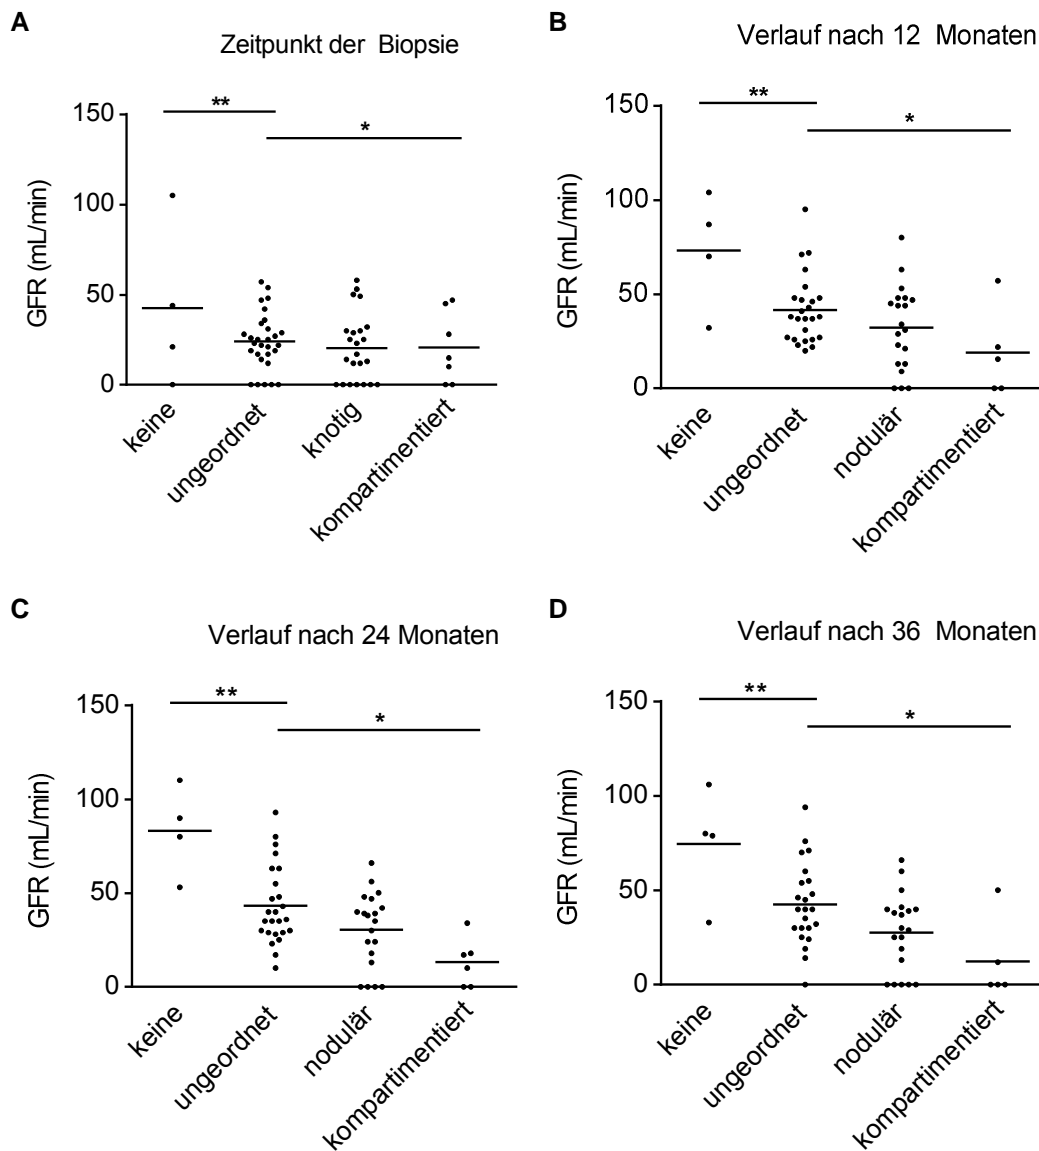 A
Zeitpunkt der Biopsie
**
*
150
100
50
0
GFR (mL/min)
keine
ungeordnet
knotig
kompartimentiert
B
Verlauf nach 12 Monaten
**
*
150
100
50
0
GFR (mL/min)
keine
ungeordnet
nodulär
kompartimentiert
C
Verlauf nach 24 Monaten
**
*
150
100
50
0
GFR (mL/min)
keine
ungeordnet
nodulär
kompartimentiert
D
Verlauf nach 36 Monaten
**
*
150
100
50
0
GFR (mL/min)
keine
ungeordnet
nodulär
kompartimentiert